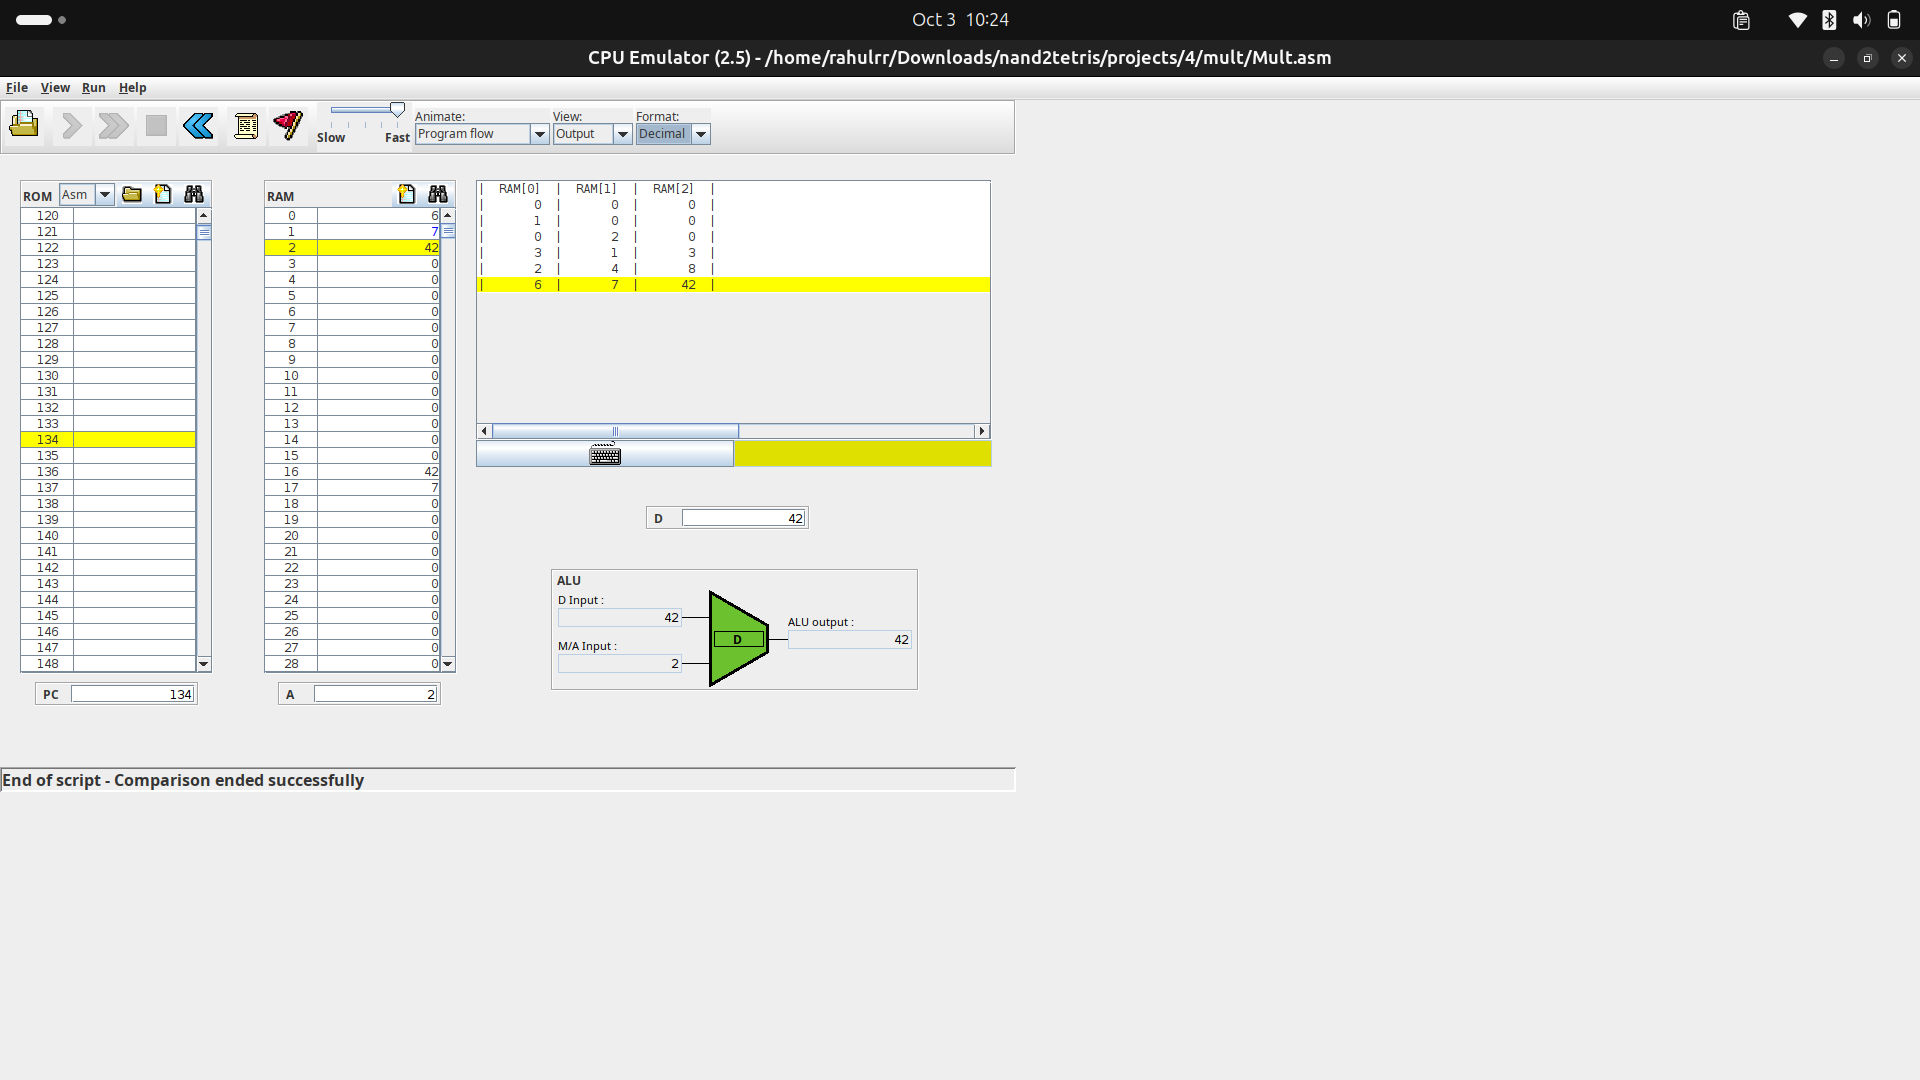 Oct 3 10:24
CPU Emulator (2.5) - /home/rahulrr/Downloads/nand2tetris/projects/4/mult/Mult.asm
File View Run Help
Slow Fast
Animate:
Program flow
View:
Output
Format:
Decimal
ROM Asm
120
121
122
123
124
125
126
127
128
129
130
131
132
133
134
135
136
137
138
139
140
141
142
143
144
145
146
147
148
PC 134
RAM
0 6
1 7
2 42
3 0
4 0
5 0
6 0
7 0
8 0
9 0
10 0
11 0
12 0
13 0
14 0
15 0
16 42
17 7
18 0
19 0
20 0
21 0
22 0
23 0
24 0
25 0
26 0
27 0
28 0
A 2
| RAM[0] | RAM[1] | RAM[2] |
| 0 | 0 | 0 |
| 1 | 0 | 0 |
| 0 | 2 | 0 |
| 3 | 1 | 3 |
| 2 | 4 | 8 |
| 6 | 7 | 42 |
D 42
ALU
D Input :
42
M/A Input :
2
D
ALU output :
42
End of script - Comparison ended successfully